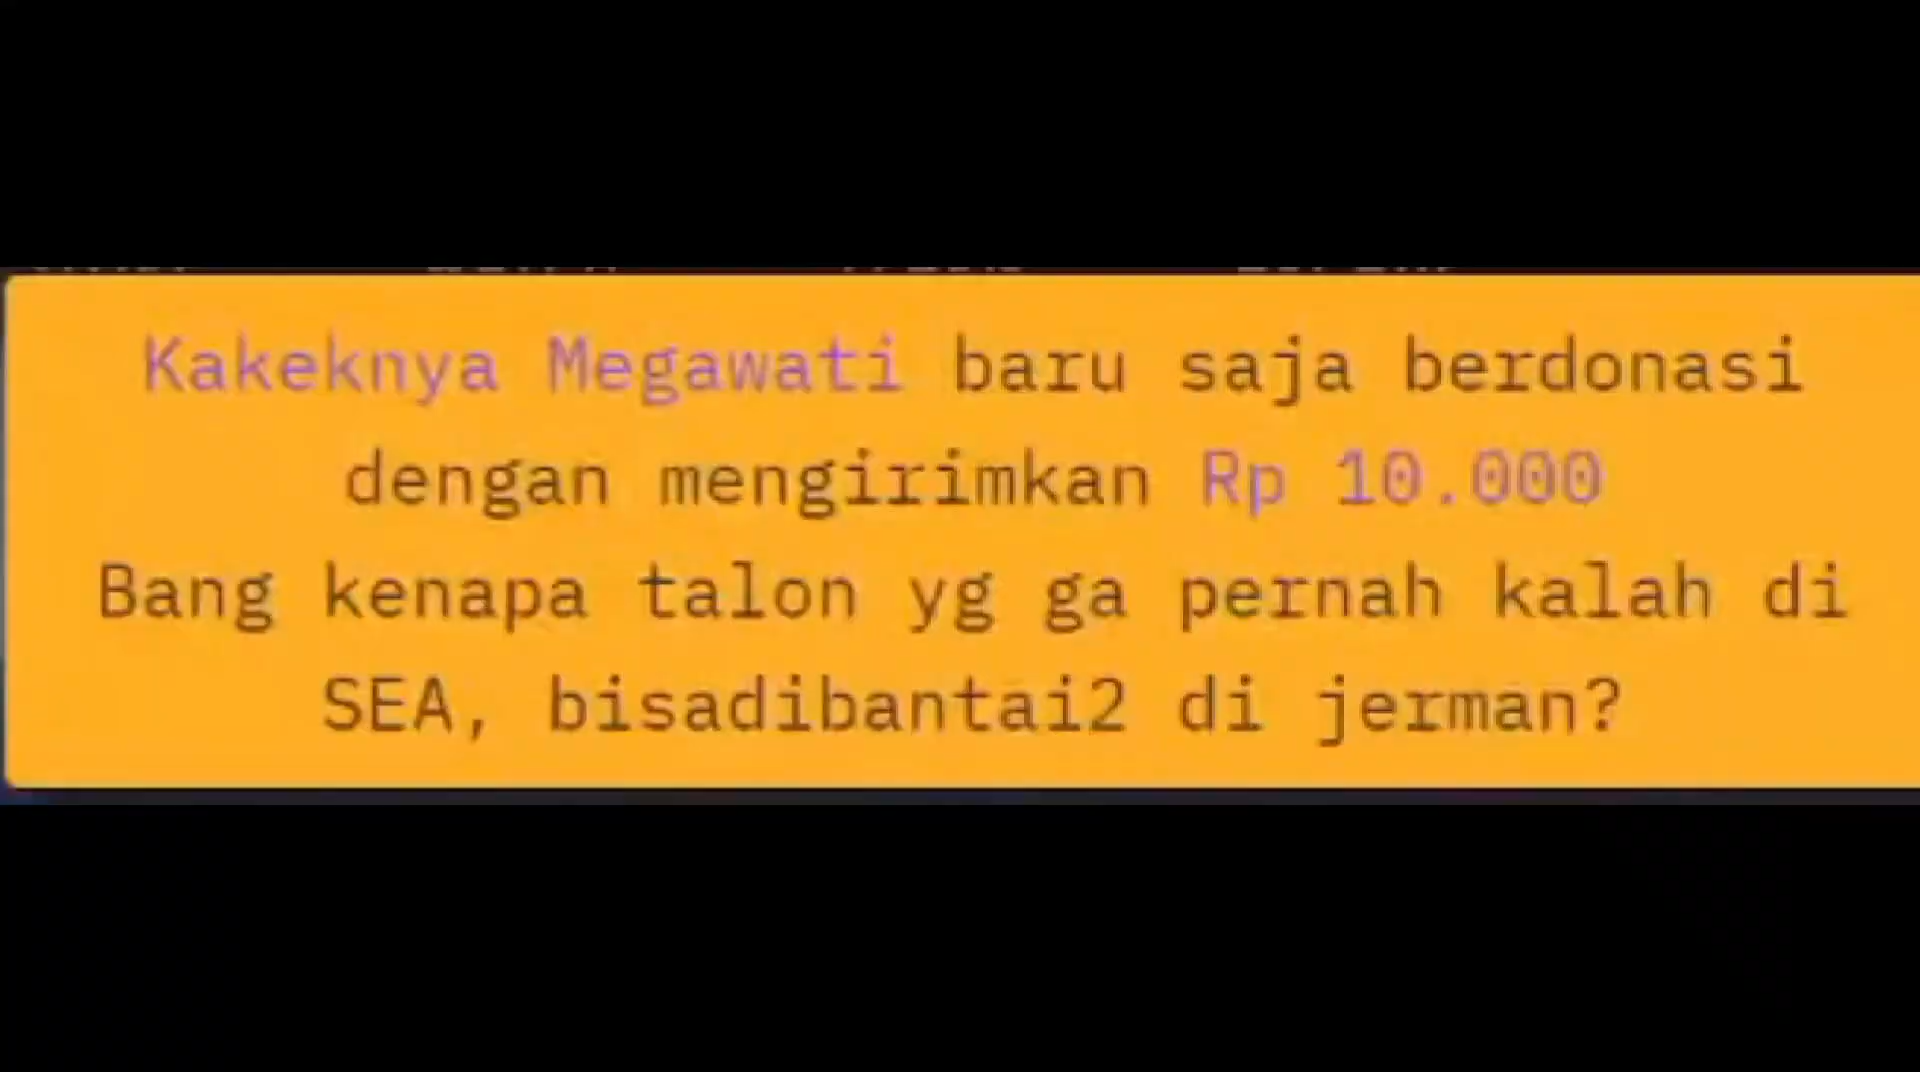 Kakeknya Megawati baru saja berdonasi
dengan mengirimkan Rp 10.000
Bang kenapa talon yg ga pernah kalah di
SEA, bisadibantai2 di jerman?